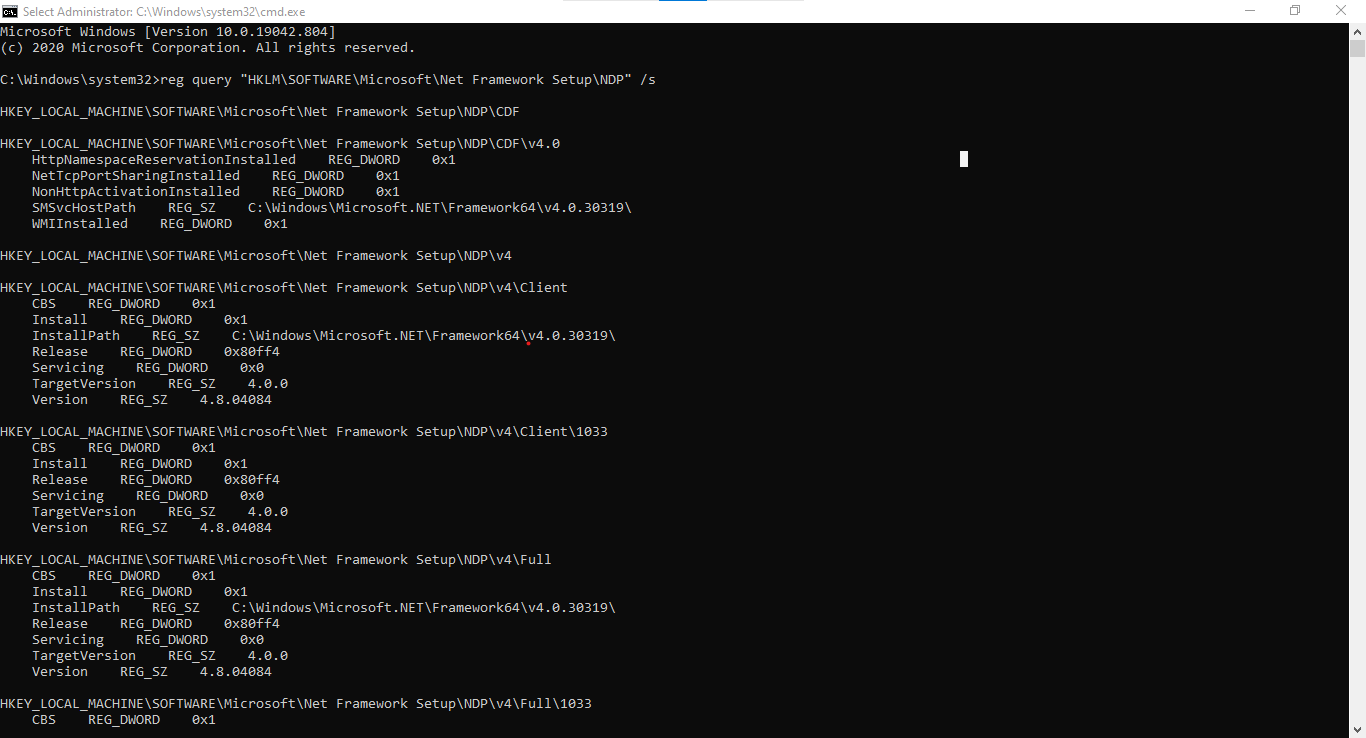 Select Administrator: C:\Windows\system32\cmd.exe
Microsoft Windows [Version 10.0.19042.804]
(c) 2020 Microsoft Corporation. All rights reserved.
C:\Windows\system32>reg query "HKLM\SOFTWARE\Microsoft\Net Framework Setup\NDP" /s
HKEY_LOCAL_MACHINE\SOFTWARE\Microsoft\Net Framework Setup\NDP\CDF
HKEY_LOCAL_MACHINE\SOFTWARE\Microsoft\Net Framework Setup\NDP\CDF\v4.0
    HttpNamespaceReservationInstalled    REG_DWORD    0x1
    NetTcpPortSharingInstalled    REG_DWORD    0x1
    NonHttpActivationInstalled    REG_DWORD    0x1
    SMSvcHostPath    REG_SZ    C:\Windows\Microsoft.NET\Framework64\v4.0.30319\
    WMIInstalled    REG_DWORD    0x1
HKEY_LOCAL_MACHINE\SOFTWARE\Microsoft\Net Framework Setup\NDP\v4
HKEY_LOCAL_MACHINE\SOFTWARE\Microsoft\Net Framework Setup\NDP\v4\Client
    CBS    REG_DWORD    0x1
    Install    REG_DWORD    0x1
    InstallPath    REG_SZ    C:\Windows\Microsoft.NET\Framework64\v4.0.30319\
    Release    REG_DWORD    0x80ff4
    Servicing    REG_DWORD    0x0
    TargetVersion    REG_SZ    4.0.0
    Version    REG_SZ    4.8.04084
HKEY_LOCAL_MACHINE\SOFTWARE\Microsoft\Net Framework Setup\NDP\v4\Client\1033
    CBS    REG_DWORD    0x1
    Install    REG_DWORD    0x1
    Release    REG_DWORD    0x80ff4
    Servicing    REG_DWORD    0x0
    TargetVersion    REG_SZ    4.0.0
    Version    REG_SZ    4.8.04084
HKEY_LOCAL_MACHINE\SOFTWARE\Microsoft\Net Framework Setup\NDP\v4\Full
    CBS    REG_DWORD    0x1
    Install    REG_DWORD    0x1
    InstallPath    REG_SZ    C:\Windows\Microsoft.NET\Framework64\v4.0.30319\
    Release    REG_DWORD    0x80ff4
    Servicing    REG_DWORD    0x0
    TargetVersion    REG_SZ    4.0.0
    Version    REG_SZ    4.8.04084
HKEY_LOCAL_MACHINE\SOFTWARE\Microsoft\Net Framework Setup\NDP\v4\Full\1033
    CBS    REG_DWORD    0x1